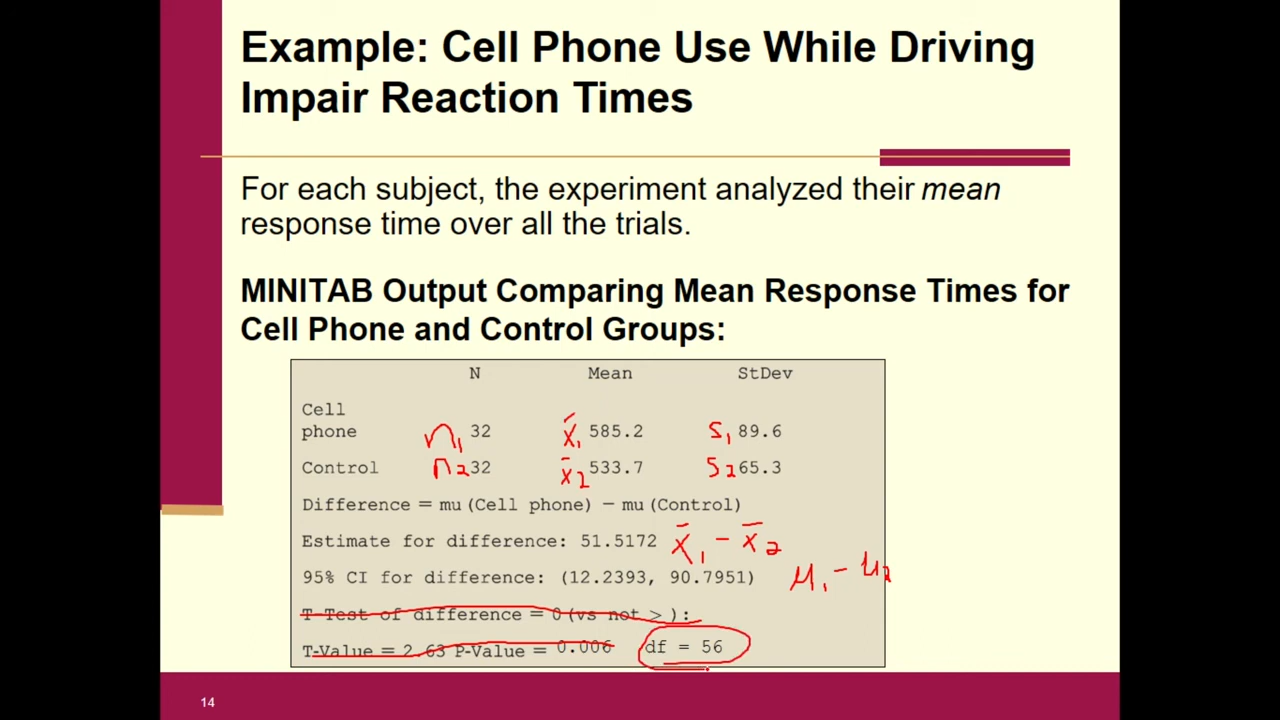 Example: Cell Phone Use While Driving
Impair Reaction Times
For each subject, the experiment analyzed their mean
response time over all the trials.
MINITAB Output Comparing Mean Response Times for
Cell Phone and Control Groups:
N Mean StDev
Cell
phone n₁ 32 x̄₁ 585.2 s₁ 89.6
Control n₂ 32 x̄₂ 533.7 s₂ 65.3
Difference = mu (Cell phone) − mu (Control)
Estimate for difference: 51.5172 x̄₁ − x̄₂
95% CI for difference: (12.2393, 90.7951) μ₁ − μ₂
T-Test of difference = 0 (vs not > ):
T-Value = 2.63 P-Value = 0.006 df = 56
14